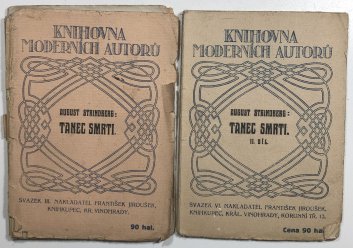 KNIHOVNA
MODERNÍCH AUTORŮ
AUGUST STRINDBERG:
TANEC SMRTI.
SVAZEK III. NAKLADATEL FRANTIŠEK JIROUŠEK,
KNIHKUPEC, KR. VINOHRADY.
90 hal.
KNIHOVNA
MODERNÍCH AUTORŮ
AUGUST STRINDBERG:
TANEC SMRTI.
II. DÍL.
SVAZEK VI. NAKLADATEL FRANTIŠEK JIROUŠEK,
KNIHKUPEC, KRÁL. VINOHRADY, KORUNNÍ TŘ. 13.
Cena 90 hal.